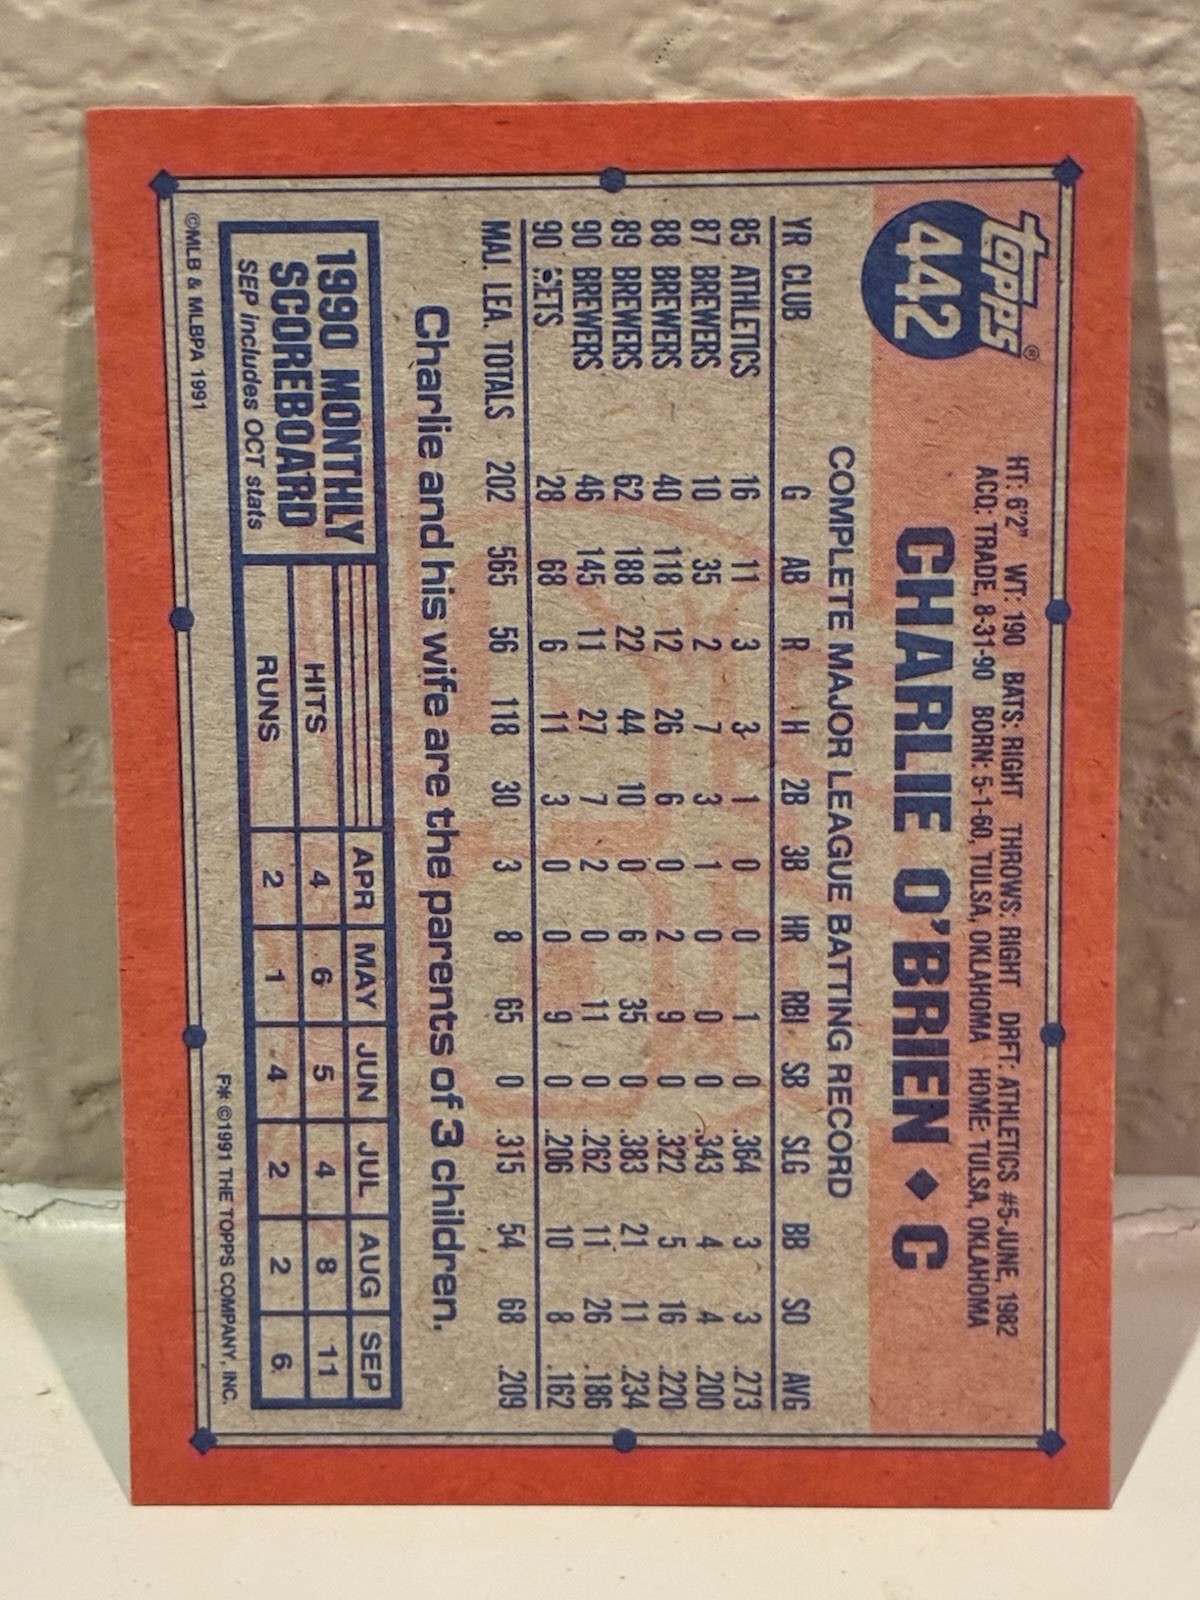 topps®
442
HT: 6'2" WT: 190 BATS: RIGHT THROWS: RIGHT DRFT: ATHLETICS #5-JUNE, 1982
ACQ: TRADE, 8-31-90 BORN: 5-1-60, TULSA, OKLAHOMA HOME: TULSA, OKLAHOMA
CHARLIE O'BRIEN ◆ C
COMPLETE MAJOR LEAGUE BATTING RECORD
YR CLUB G AB R H 2B 3B HR RBI SB SLG BB SO AVG
85 ATHLETICS 16 11 3 3 1 0 0 1 0 .364 3 3 .273
87 BREWERS 10 35 2 7 3 1 0 0 0 .343 4 4 .200
88 BREWERS 40 118 12 26 6 0 2 9 0 .322 5 16 .220
89 BREWERS 62 188 22 44 10 0 6 35 0 .383 21 11 .234
90 BREWERS 46 145 11 27 7 2 0 11 0 .262 11 26 .186
90 METS 28 68 6 11 3 0 0 9 0 .206 10 8 .162
MAJ. LEA. TOTALS 202 565 56 118 30 3 8 65 0 .315 54 68 .209
Charlie and his wife are the parents of 3 children.
1990 MONTHLY
SCOREBOARD
SEP includes OCT stats
APR MAY JUN JUL AUG SEP
HITS 4 6 5 4 8 11
RUNS 2 1 4 2 2 6
©MLB & MLBPA 1991
F** ©1991 THE TOPPS COMPANY, INC.